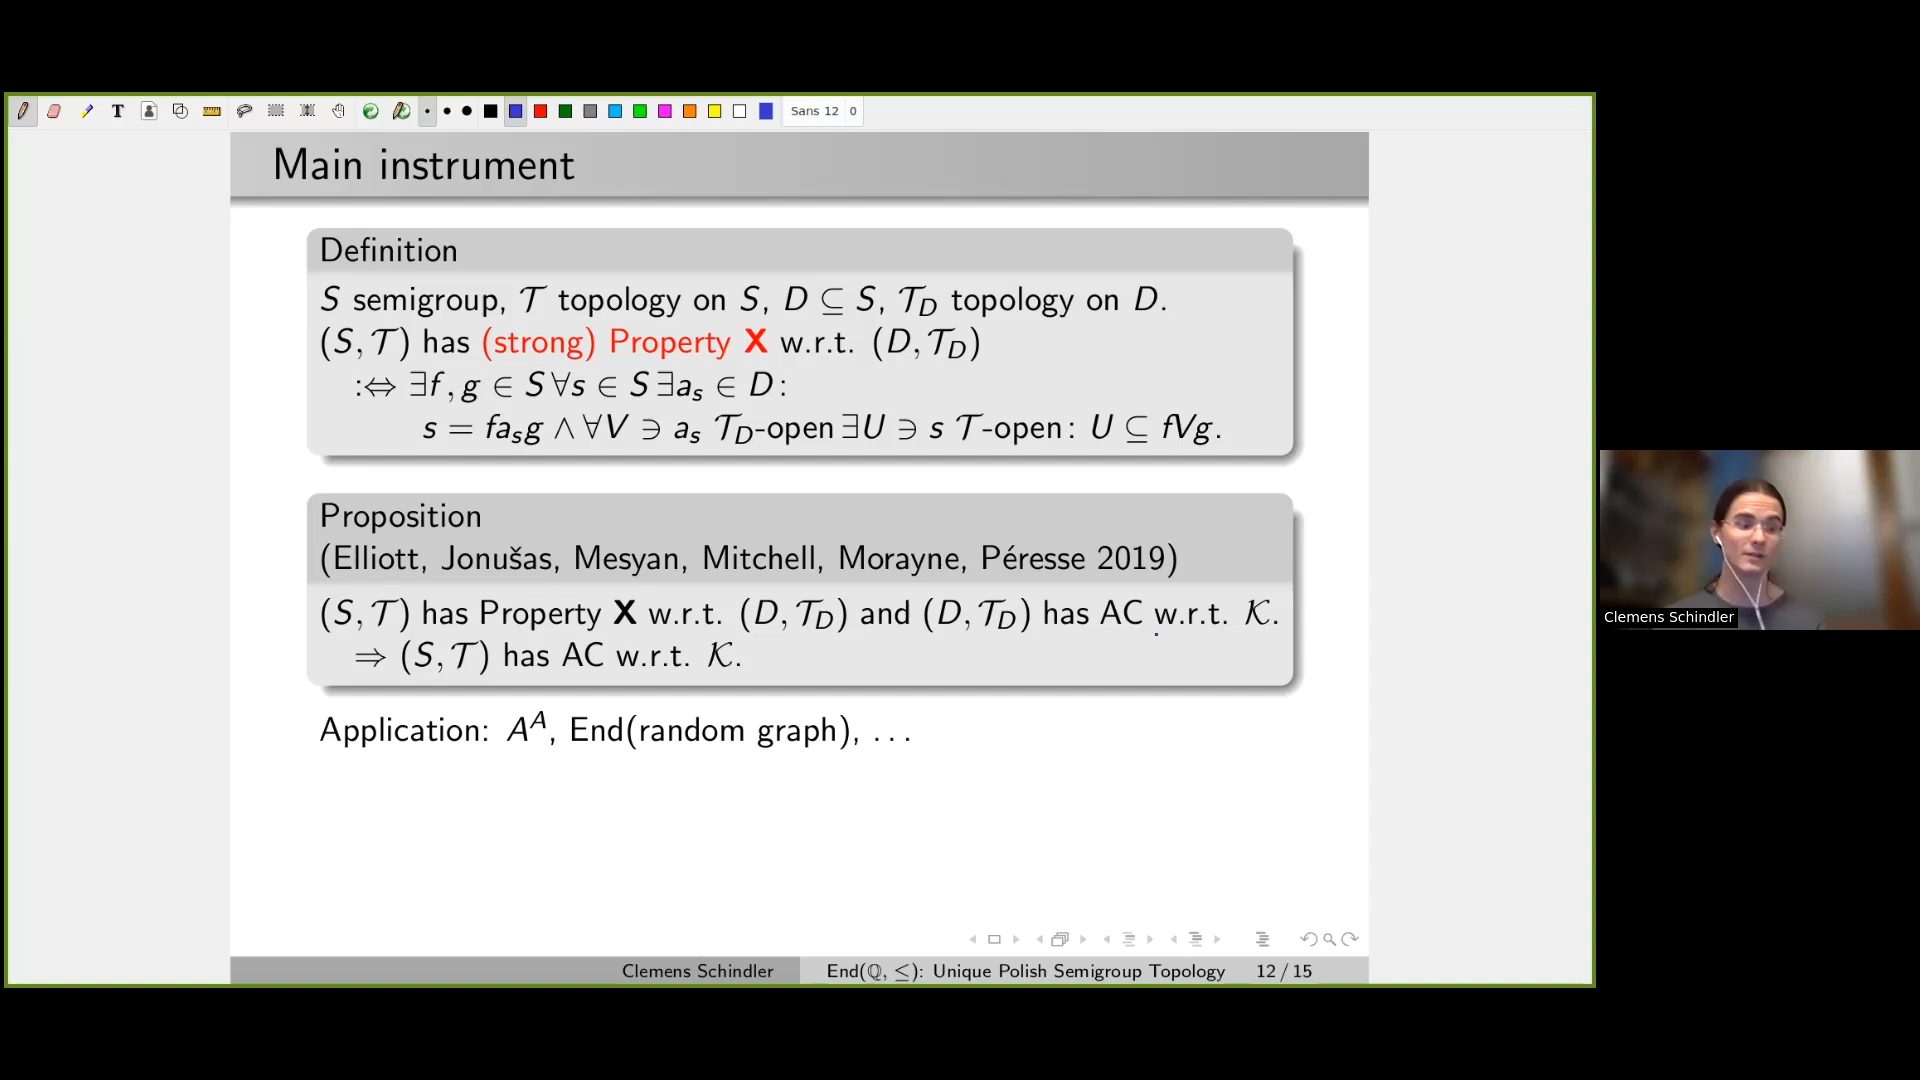 T Sans 12 0
Main instrument
Definition
S semigroup, 𝒯 topology on S, D ⊆ S, 𝒯_D topology on D.
(S, 𝒯) has (strong) Property X w.r.t. (D, 𝒯_D)
:⇔ ∃f, g ∈ S ∀s ∈ S ∃a_s ∈ D:
s = fa_sg ∧ ∀V ∋ a_s 𝒯_D-open ∃U ∋ s 𝒯-open: U ⊆ fVg.
Proposition
(Elliott, Jonušas, Mesyan, Mitchell, Morayne, Péresse 2019)
(S, 𝒯) has Property X w.r.t. (D, 𝒯_D) and (D, 𝒯_D) has AC w.r.t. 𝒦.
⇒ (S, 𝒯) has AC w.r.t. 𝒦.
Application: A^A, End(random graph), ...
Clemens Schindler End(ℚ, ≤): Unique Polish Semigroup Topology 12 / 15
Clemens Schindler